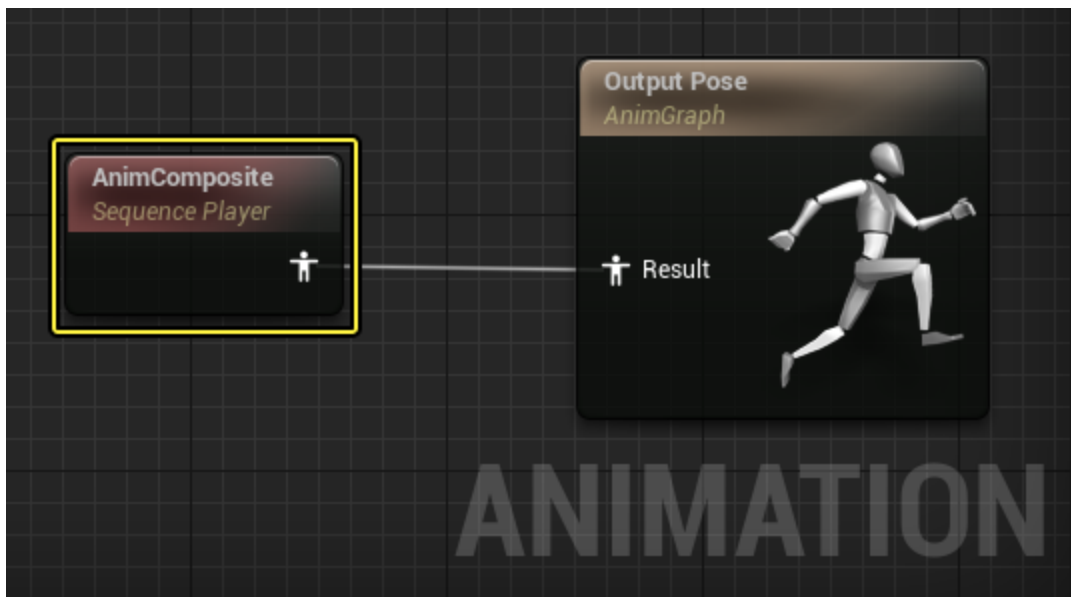 AnimComposite
Sequence Player
Output Pose
AnimGraph
Result
ANIMATION